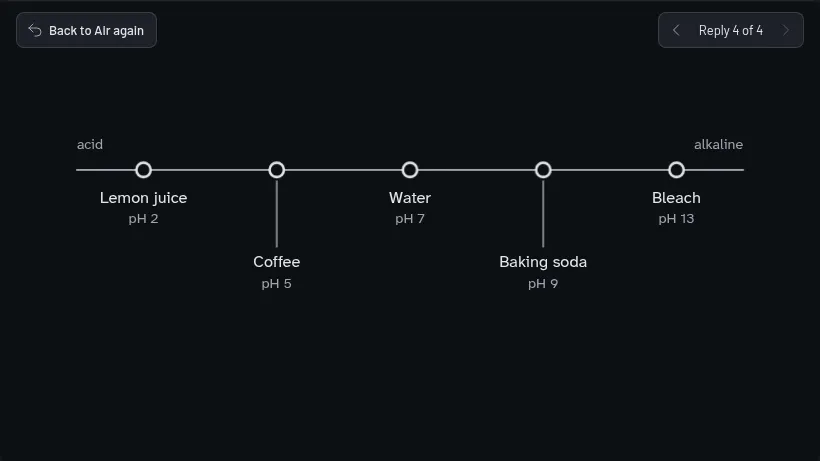 Back to Air again
Reply 4 of 4
acid
alkaline
Lemon juice
pH 2
Water
pH 7
Bleach
pH 13
Coffee
pH 5
Baking soda
pH 9